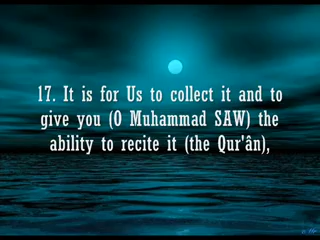 17. It is for Us to collect it and to
give you (O Muhammad SAW) the
ability to recite it (the Qur'ân),